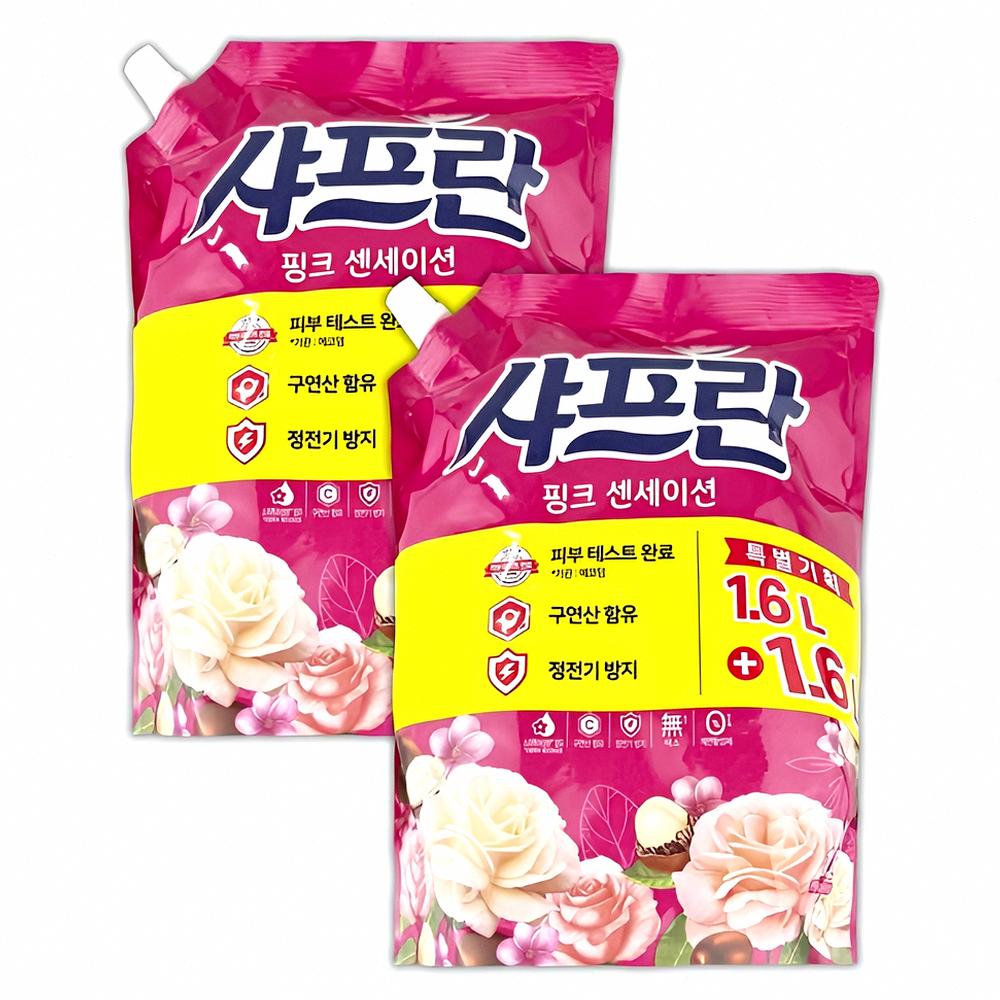 샤프란
핑크 센세이션
피부 테스트 완료
구연산 함유
정전기 방지
샤프란
핑크 센세이션
피부 테스트 완료
구연산 함유
정전기 방지
특별기획
1.6 L
+1.6
C
無